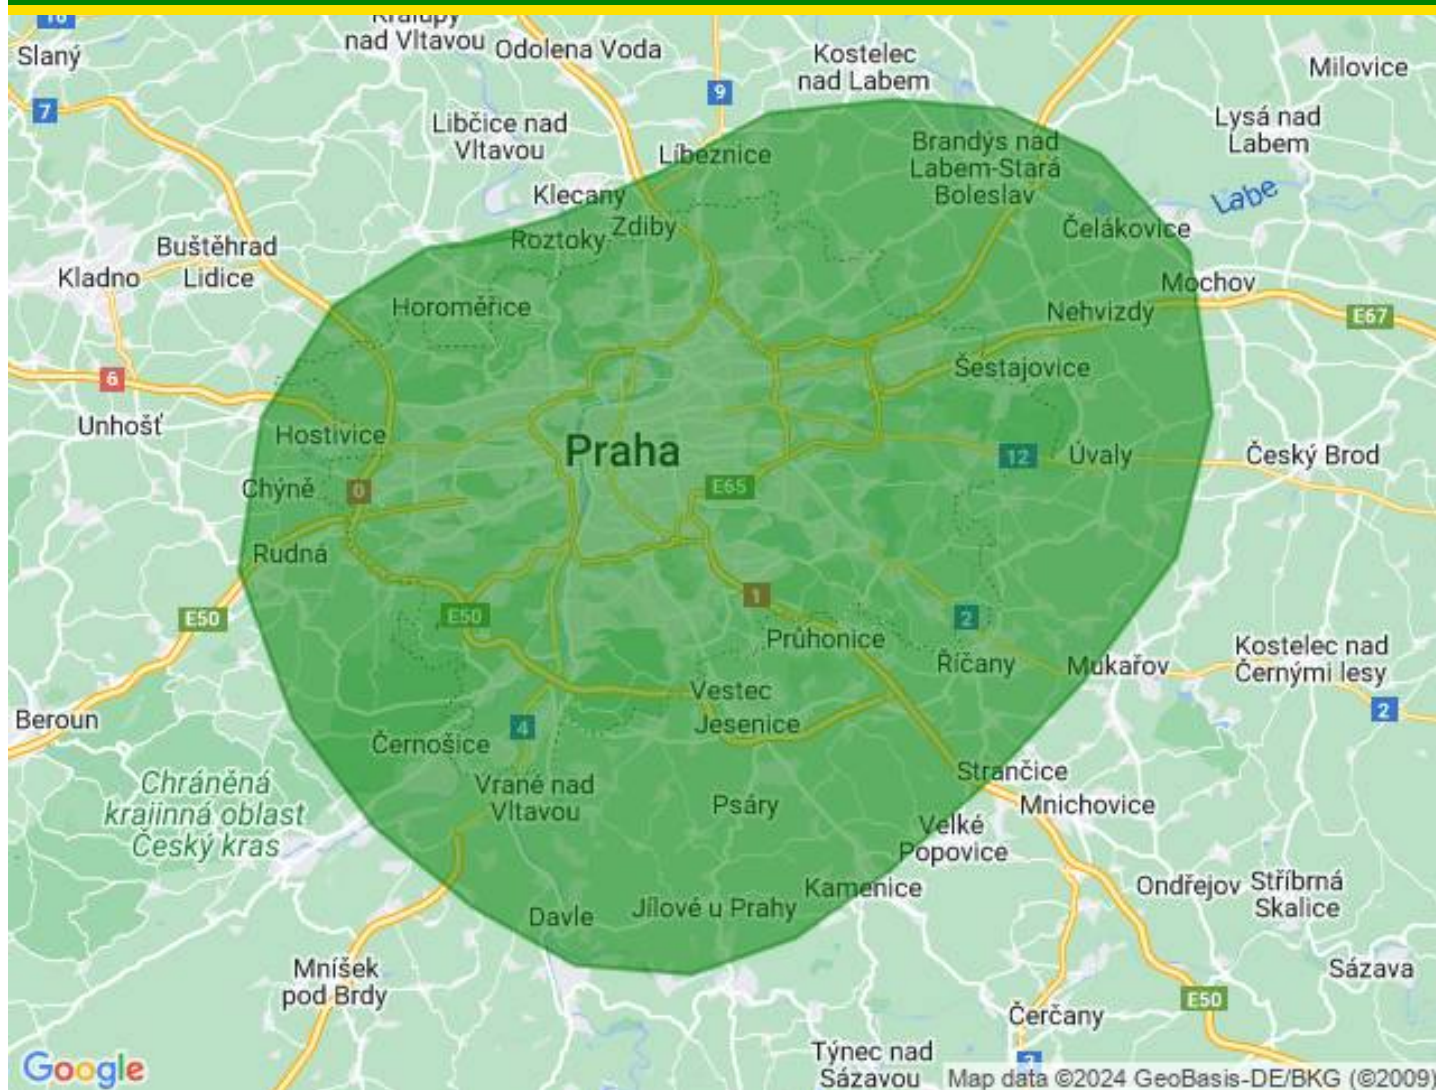 Kralupy
nad Vltavou
Odolena Voda
Kostelec
nad Labem
Slaný
Milovice
9
7
Libčice nad
Vltavou
Líbeznice
Brandýs nad
Labem-Stará
Boleslav
Lysá nad
Labem
Labe
Klecany
Zdiby
Roztoky
Čelákovice
Buštěhrad
Kladno
Lidice
Mochov
Horoměřice
Nehvizdy
E67
6
Šestajovice
Unhošť
Hostivice
Praha
12
Úvaly
Český Brod
Chýně
0
E65
Rudná
E50
E50
1
2
Průhonice
Říčany
Mukařov
Kostelec nad
Černými lesy
2
Vestec
Jesenice
Beroun
4
Černošice
Chráněná
krajinná oblast
Český kras
Vrané nad
Vltavou
Psáry
Strančice
Mnichovice
Velké
Popovice
Kamenice
Ondřejov
Stříbrná
Skalice
Davle
Jílové u Prahy
Mníšek
pod Brdy
Sázava
E50
Čerčany
Týnec nad
Sázavou
Google
Map data ©2024 GeoBasis-DE/BKG (©2009)